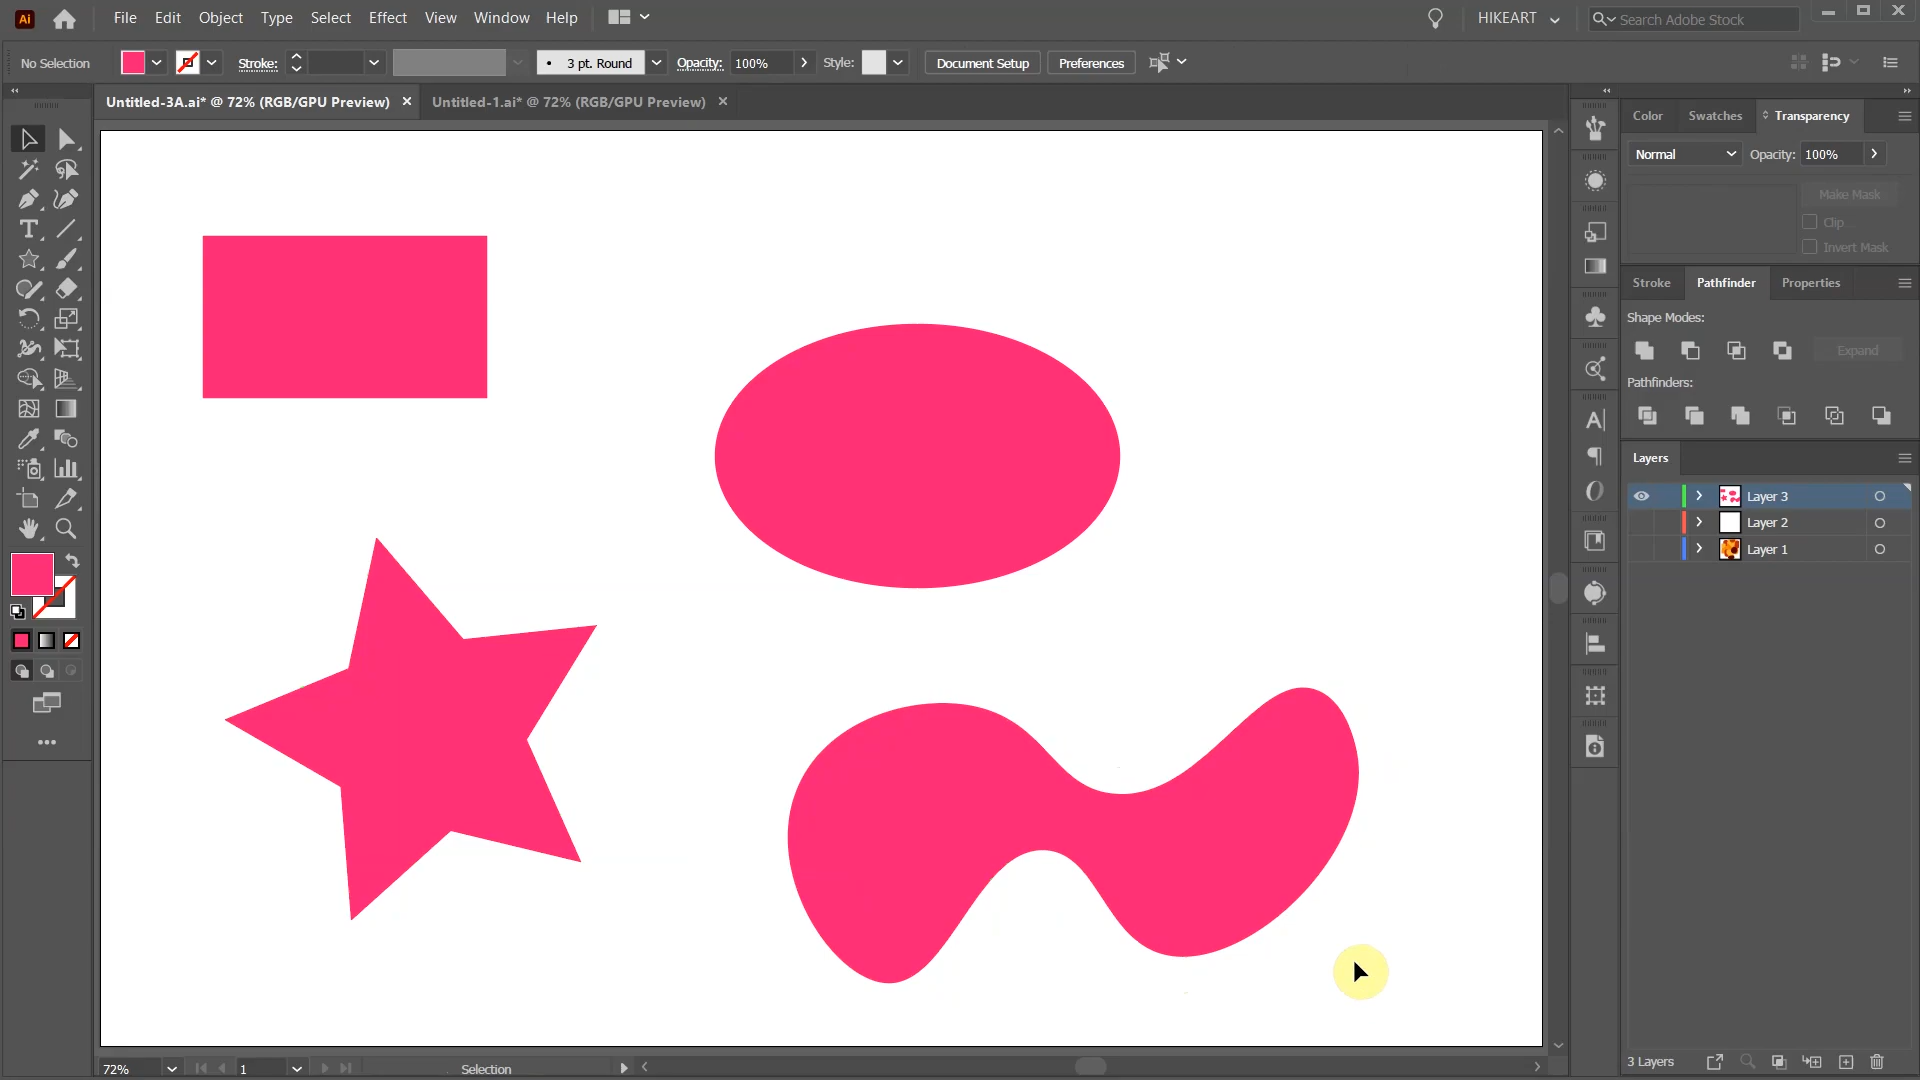 Ai File Edit Object Type Select Effect View Window Help HIKEART Search Adobe Stock
No Selection Stroke: 3 pt. Round Opacity: 100% Style: Document Setup Preferences
Untitled-3A.ai* @ 72% (RGB/GPU Preview) × Untitled-1.ai* @ 72% (RGB/GPU Preview) ×
Color Swatches Transparency
Normal Opacity: 100%
Make Mask
Clip
Invert Mask
Stroke Pathfinder Properties
Shape Modes:
Expand
Pathfinders:
Layers
Layer 3
Layer 2
Layer 1
3 Layers
72% 1 Selection